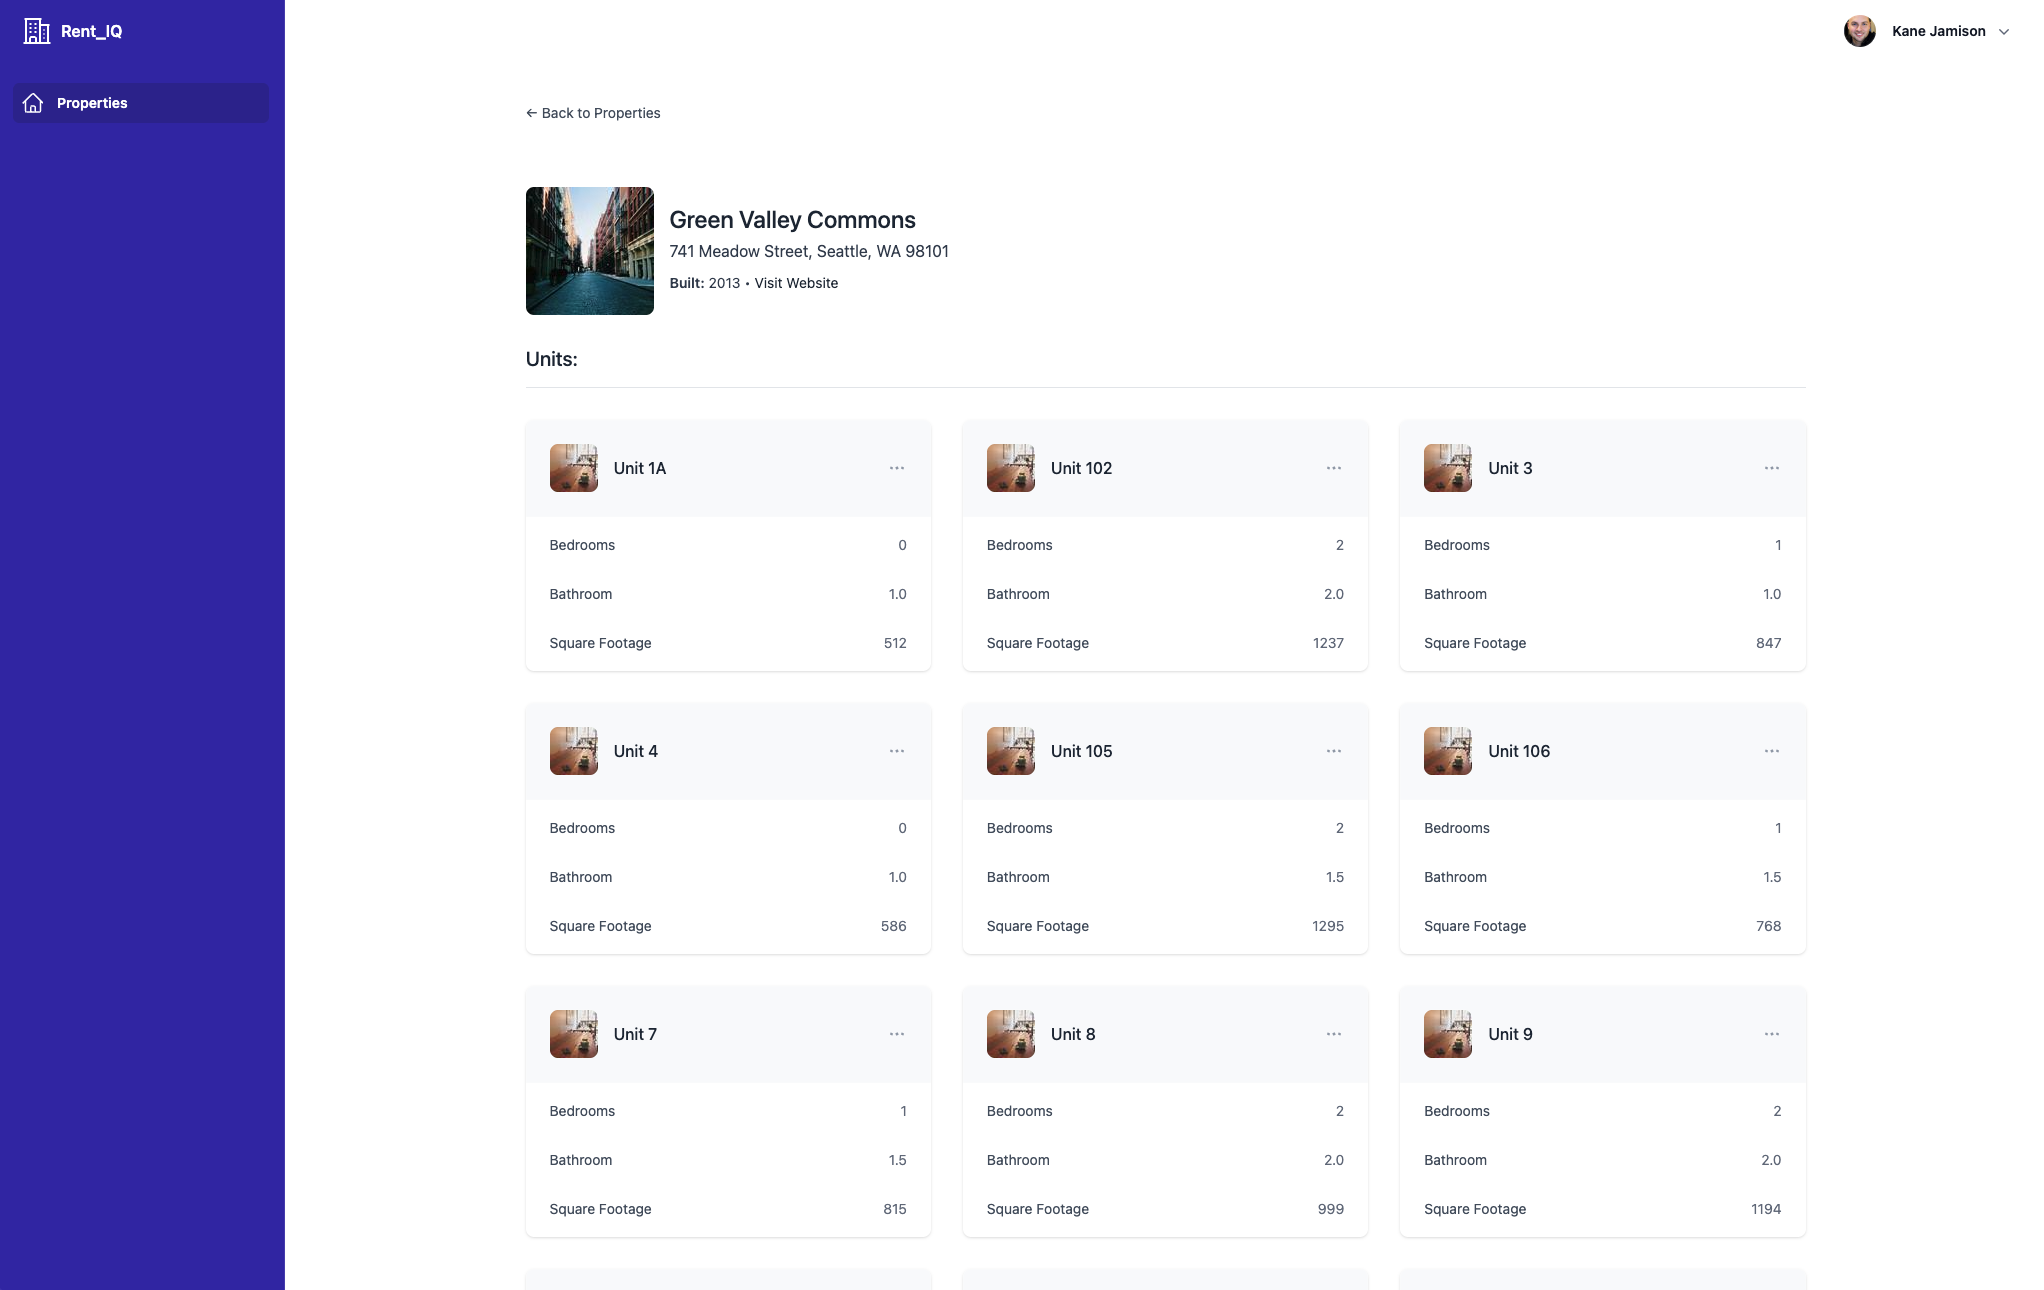 Rent_IQ
Properties
Kane Jamison
← Back to Properties
Green Valley Commons
741 Meadow Street, Seattle, WA 98101
Built: 2013 • Visit Website
Units:
Unit 1A
Bedrooms 0
Bathroom 1.0
Square Footage 512
Unit 102
Bedrooms 2
Bathroom 2.0
Square Footage 1237
Unit 3
Bedrooms 1
Bathroom 1.0
Square Footage 847
Unit 4
Bedrooms 0
Bathroom 1.0
Square Footage 586
Unit 105
Bedrooms 2
Bathroom 1.5
Square Footage 1295
Unit 106
Bedrooms 1
Bathroom 1.5
Square Footage 768
Unit 7
Bedrooms 1
Bathroom 1.5
Square Footage 815
Unit 8
Bedrooms 2
Bathroom 2.0
Square Footage 999
Unit 9
Bedrooms 2
Bathroom 2.0
Square Footage 1194